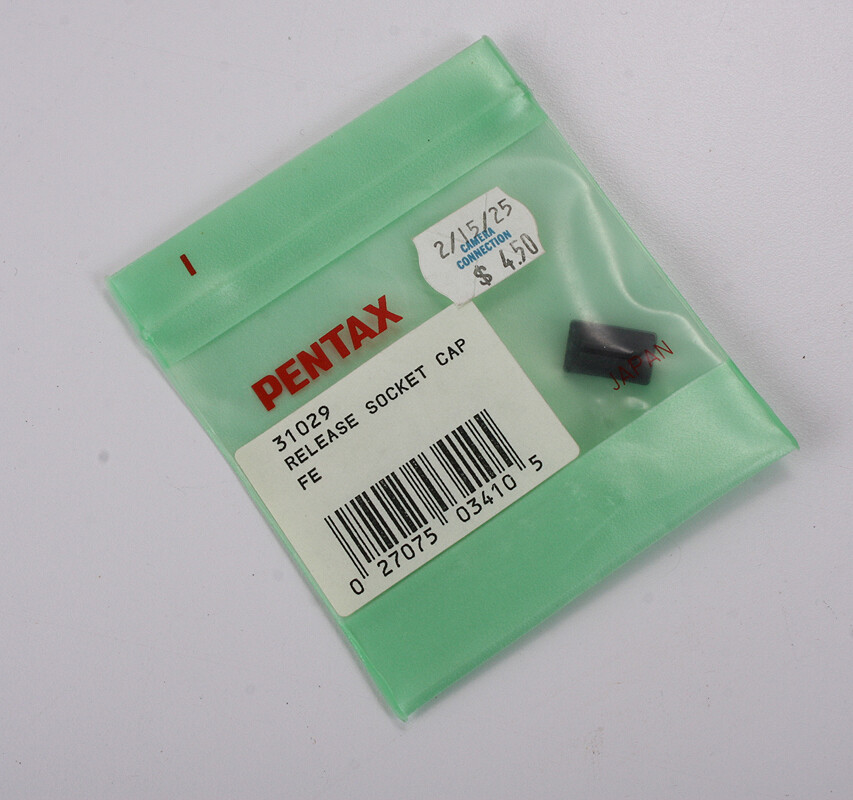 I
2/15/25
CAMERA
CONNECTION
$ 4.50
PENTAX
JAPAN
31029
RELEASE SOCKET CAP
FE
0 27075 03410 5